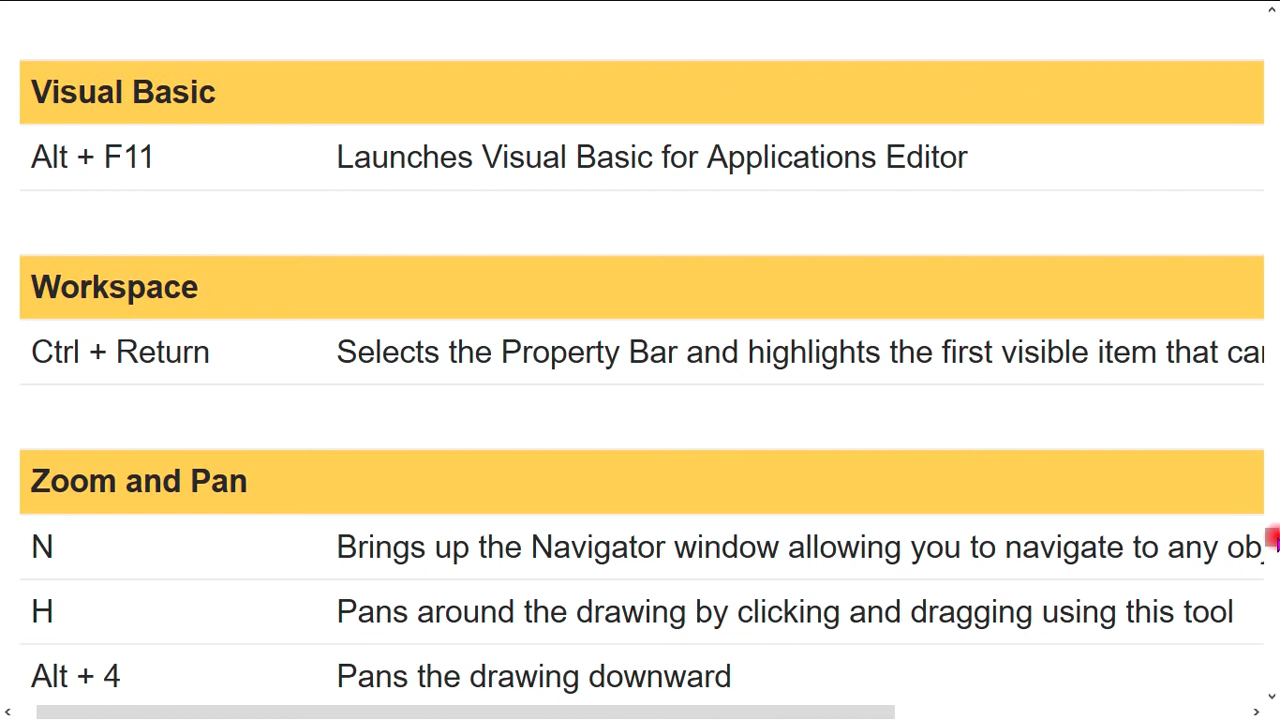 Visual Basic
Alt + F11 Launches Visual Basic for Applications Editor
Workspace
Ctrl + Return Selects the Property Bar and highlights the first visible item that
Zoom and Pan
N Brings up the Navigator window allowing you to navigate to any
H Pans around the drawing by clicking and dragging using this tool
Alt + 4 Pans the drawing downward